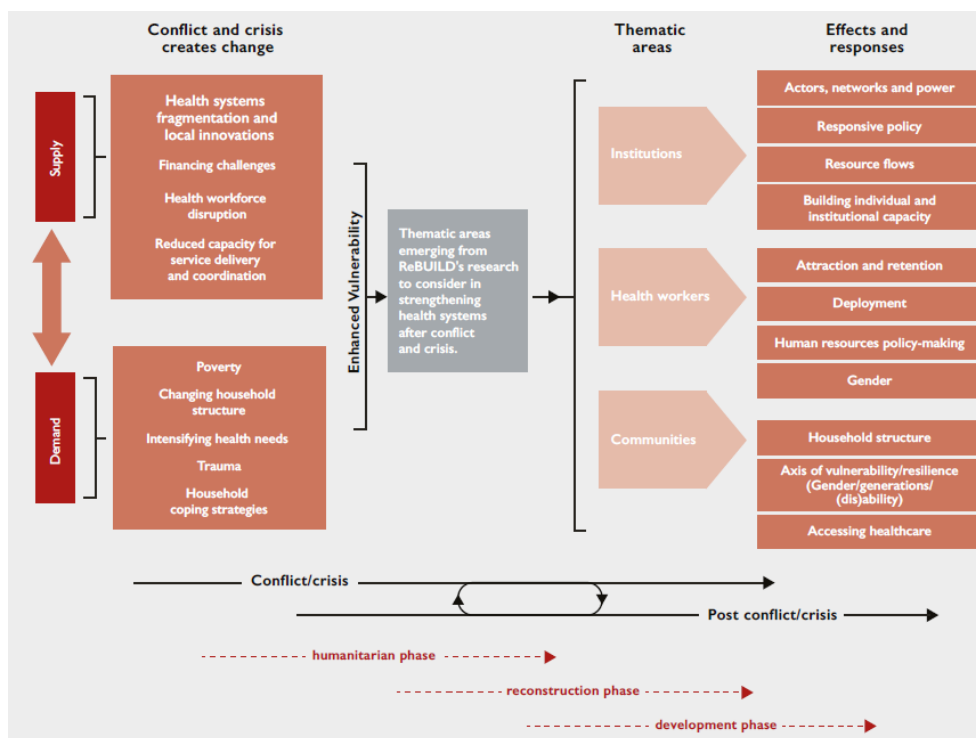 Conflict and crisis
creates change
Thematic
areas
Effects and
responses
Supply
Health systems
fragmentation and
local innovations
Financing challenges
Health workforce
disruption
Reduced capacity for
service delivery
and coordination
Demand
Poverty
Changing household
structure
Intensifying health needs
Trauma
Household
coping strategies
Enhanced Vulnerability
Thematic areas
emerging from
ReBUILD's research
to consider in
strengthening
health systems
after conflict
and crisis.
Institutions
Actors, networks and power
Responsive policy
Resource flows
Building individual and
institutional capacity
Health workers
Attraction and retention
Deployment
Human resources policy-making
Gender
Communities
Household structure
Axis of vulnerability/resilience
(Gender/generations/
(dis)ability)
Accessing healthcare
Conflict/crisis
Post conflict/crisis
humanitarian phase
reconstruction phase
development phase